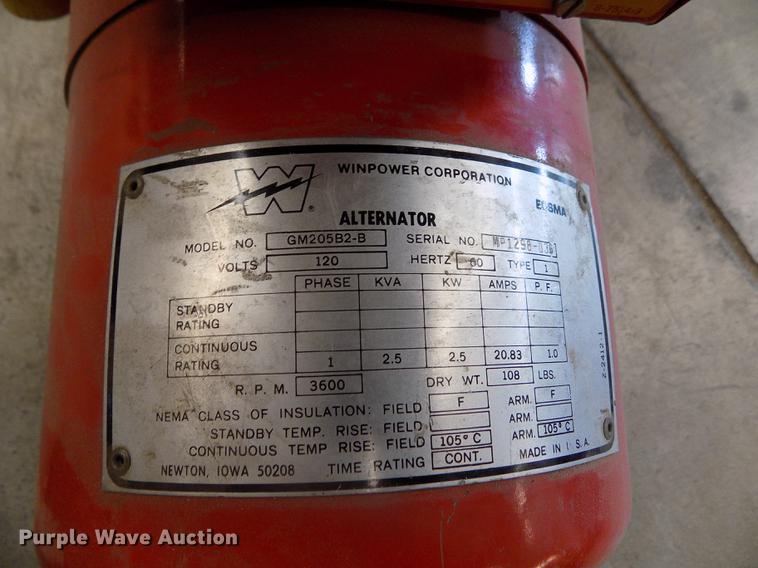 WINPOWER CORPORATION
W ®
EGSMA
ALTERNATOR
MODEL NO. GM205B2-B SERIAL NO.
VOLTS 120 HERTZ 60 TYPE 1
PHASE KVA KW AMPS P.F.
STANDBY
RATING
CONTINUOUS
RATING 1 2.5 2.5 20.83 1.0
R.P.M. 3600 DRY WT. 108 LBS.
NEMA CLASS OF INSULATION: FIELD F ARM. F
STANDBY TEMP. RISE: FIELD ARM.
CONTINUOUS TEMP RISE: FIELD 105°C ARM. 105°C
NEWTON, IOWA 50208 TIME RATING CONT. MADE IN U.S.A.
Z-2412-1
Purple Wave Auction